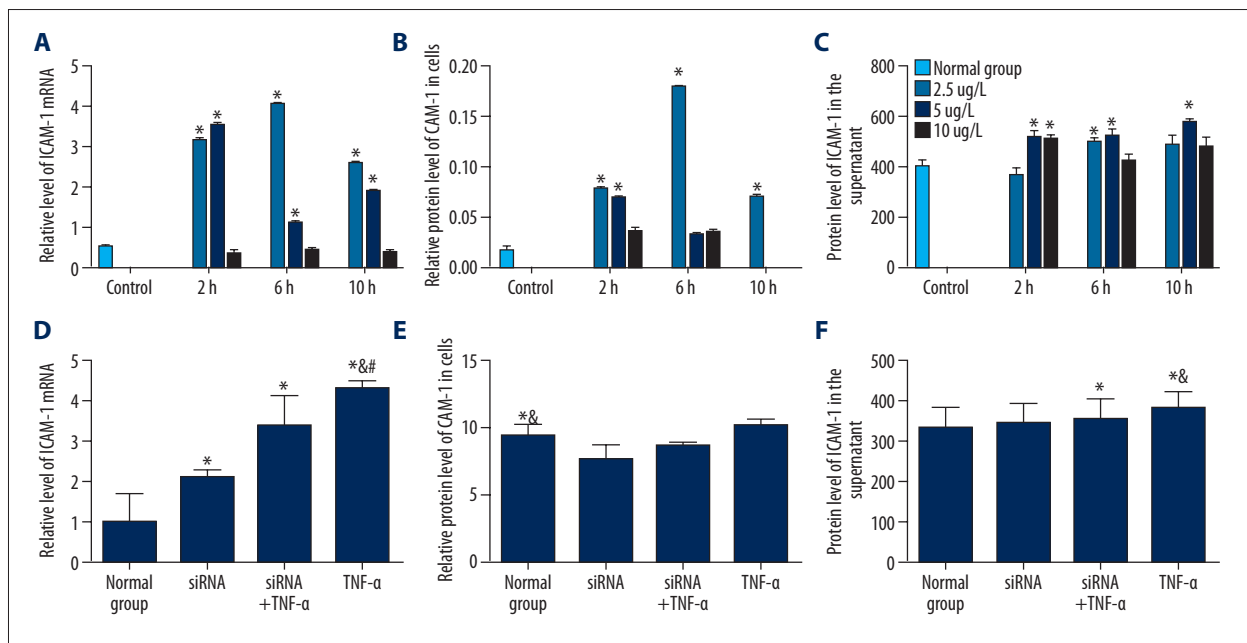 A
Relative level of ICAM-1 mRNA
5
4
3
2
1
0
*
*
*
*
*
*
Control
2 h
6 h
10 h
B
Relative protein level of CAM-1 in cells
0.20
0.15
0.10
0.05
0.00
*
*
*
*
Control
2 h
6 h
10 h
C
Protein level of ICAM-1 in the
supernatant
800
600
400
200
0
Normal group
2.5 ug/L
5 ug/L
10 ug/L
*
*
*
*
*
Control
2 h
6 h
10 h
D
Relative level of ICAM-1 mRNA
5
4
3
2
1
0
*
*
*&#
Normal
group
siRNA
siRNA
+TNF-α
TNF-α
E
Relative protein level of CAM-1 in cells
15
10
5
0
*&
Normal
group
siRNA
siRNA
+TNF-α
TNF-α
F
Protein level of ICAM-1 in the
supernatant
500
400
300
200
100
0
*
*&
Normal
group
siRNA
siRNA
+TNF-α
TNF-α